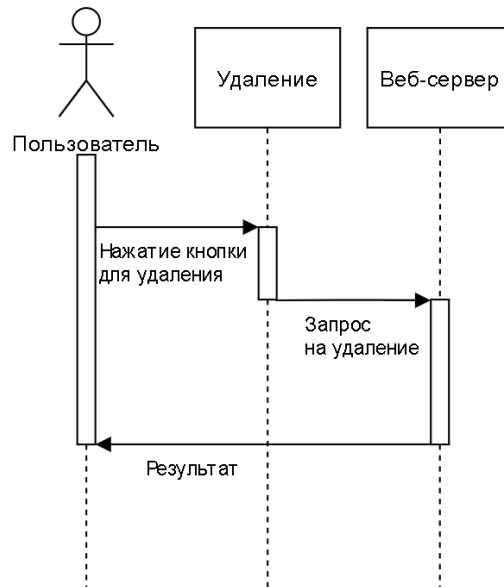 Удаление
Веб-сервер
Пользователь
Нажатие кнопки
для удаления
Запрос
на удаление
Результат